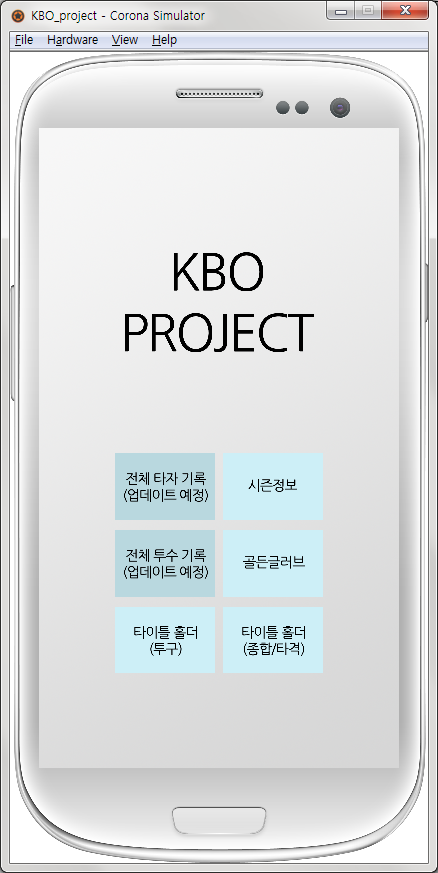 KBO_project - Corona Simulator
File Hardware View Help
KBO
PROJECT
전체 타자 기록
(업데이트 예정)
시즌정보
전체 투수 기록
(업데이트 예정)
골든글러브
타이틀 홀더
(투구)
타이틀 홀더
(종합/타격)